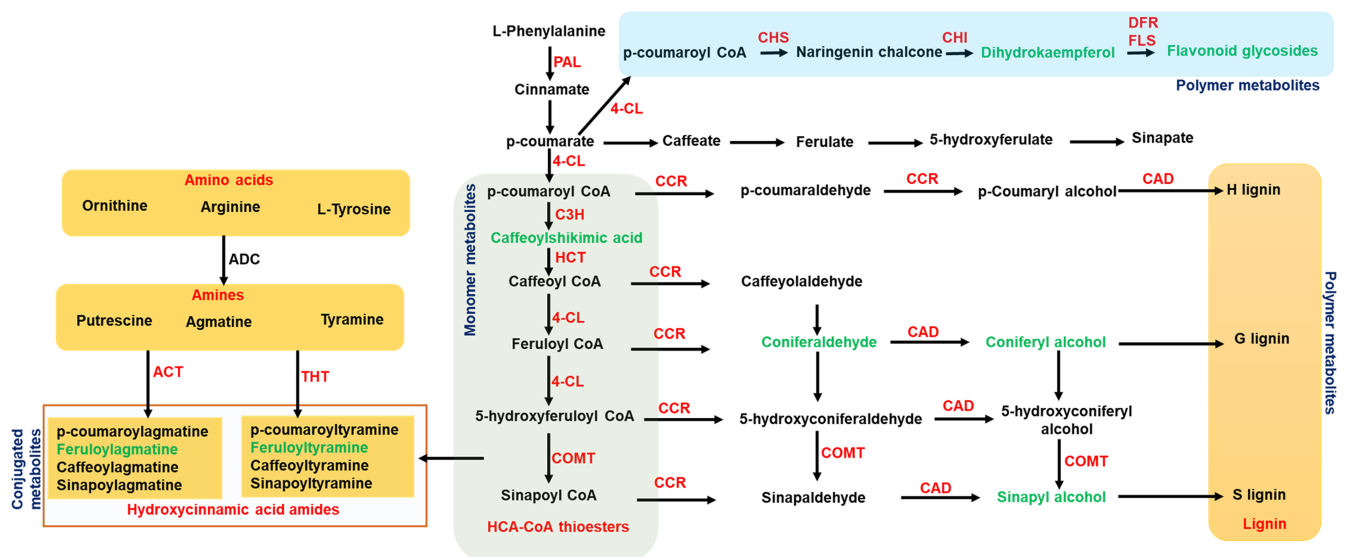 L-Phenylalanine
PAL
Cinnamate
4-CL
p-coumaroyl CoA CHS Naringenin chalcone CHI Dihydrokaempferol DFR FLS Flavonoid glycosides
Polymer metabolites
p-coumarate Caffeate Ferulate 5-hydroxyferulate Sinapate
4-CL
Amino acids
Ornithine Arginine L-Tyrosine
ADC
Amines
Putrescine Agmatine Tyramine
ACT THT
p-coumaroylagmatine
Feruloylagmatine
Caffeoylagmatine
Sinapoylagmatine
p-coumaroyltyramine
Feruloyltyramine
Caffeoyltyramine
Sinapoyltyramine
Hydroxycinnamic acid amides
Conjugated
metabolites
Monomer metabolites
p-coumaroyl CoA CCR p-coumaraldehyde CCR p-Coumaryl alcohol CAD H lignin
C3H
Caffeoylshikimic acid
HCT
Caffeoyl CoA CCR Caffeyolaldehyde
4-CL
Feruloyl CoA CCR Coniferaldehyde CAD Coniferyl alcohol G lignin
4-CL
5-hydroxyferuloyl CoA CCR 5-hydroxyconiferaldehyde CAD 5-hydroxyconiferyl
alcohol
COMT COMT COMT
Sinapoyl CoA CCR Sinapaldehyde CAD Sinapyl alcohol S lignin
HCA-CoA thioesters
Lignin
Polymer metabolites